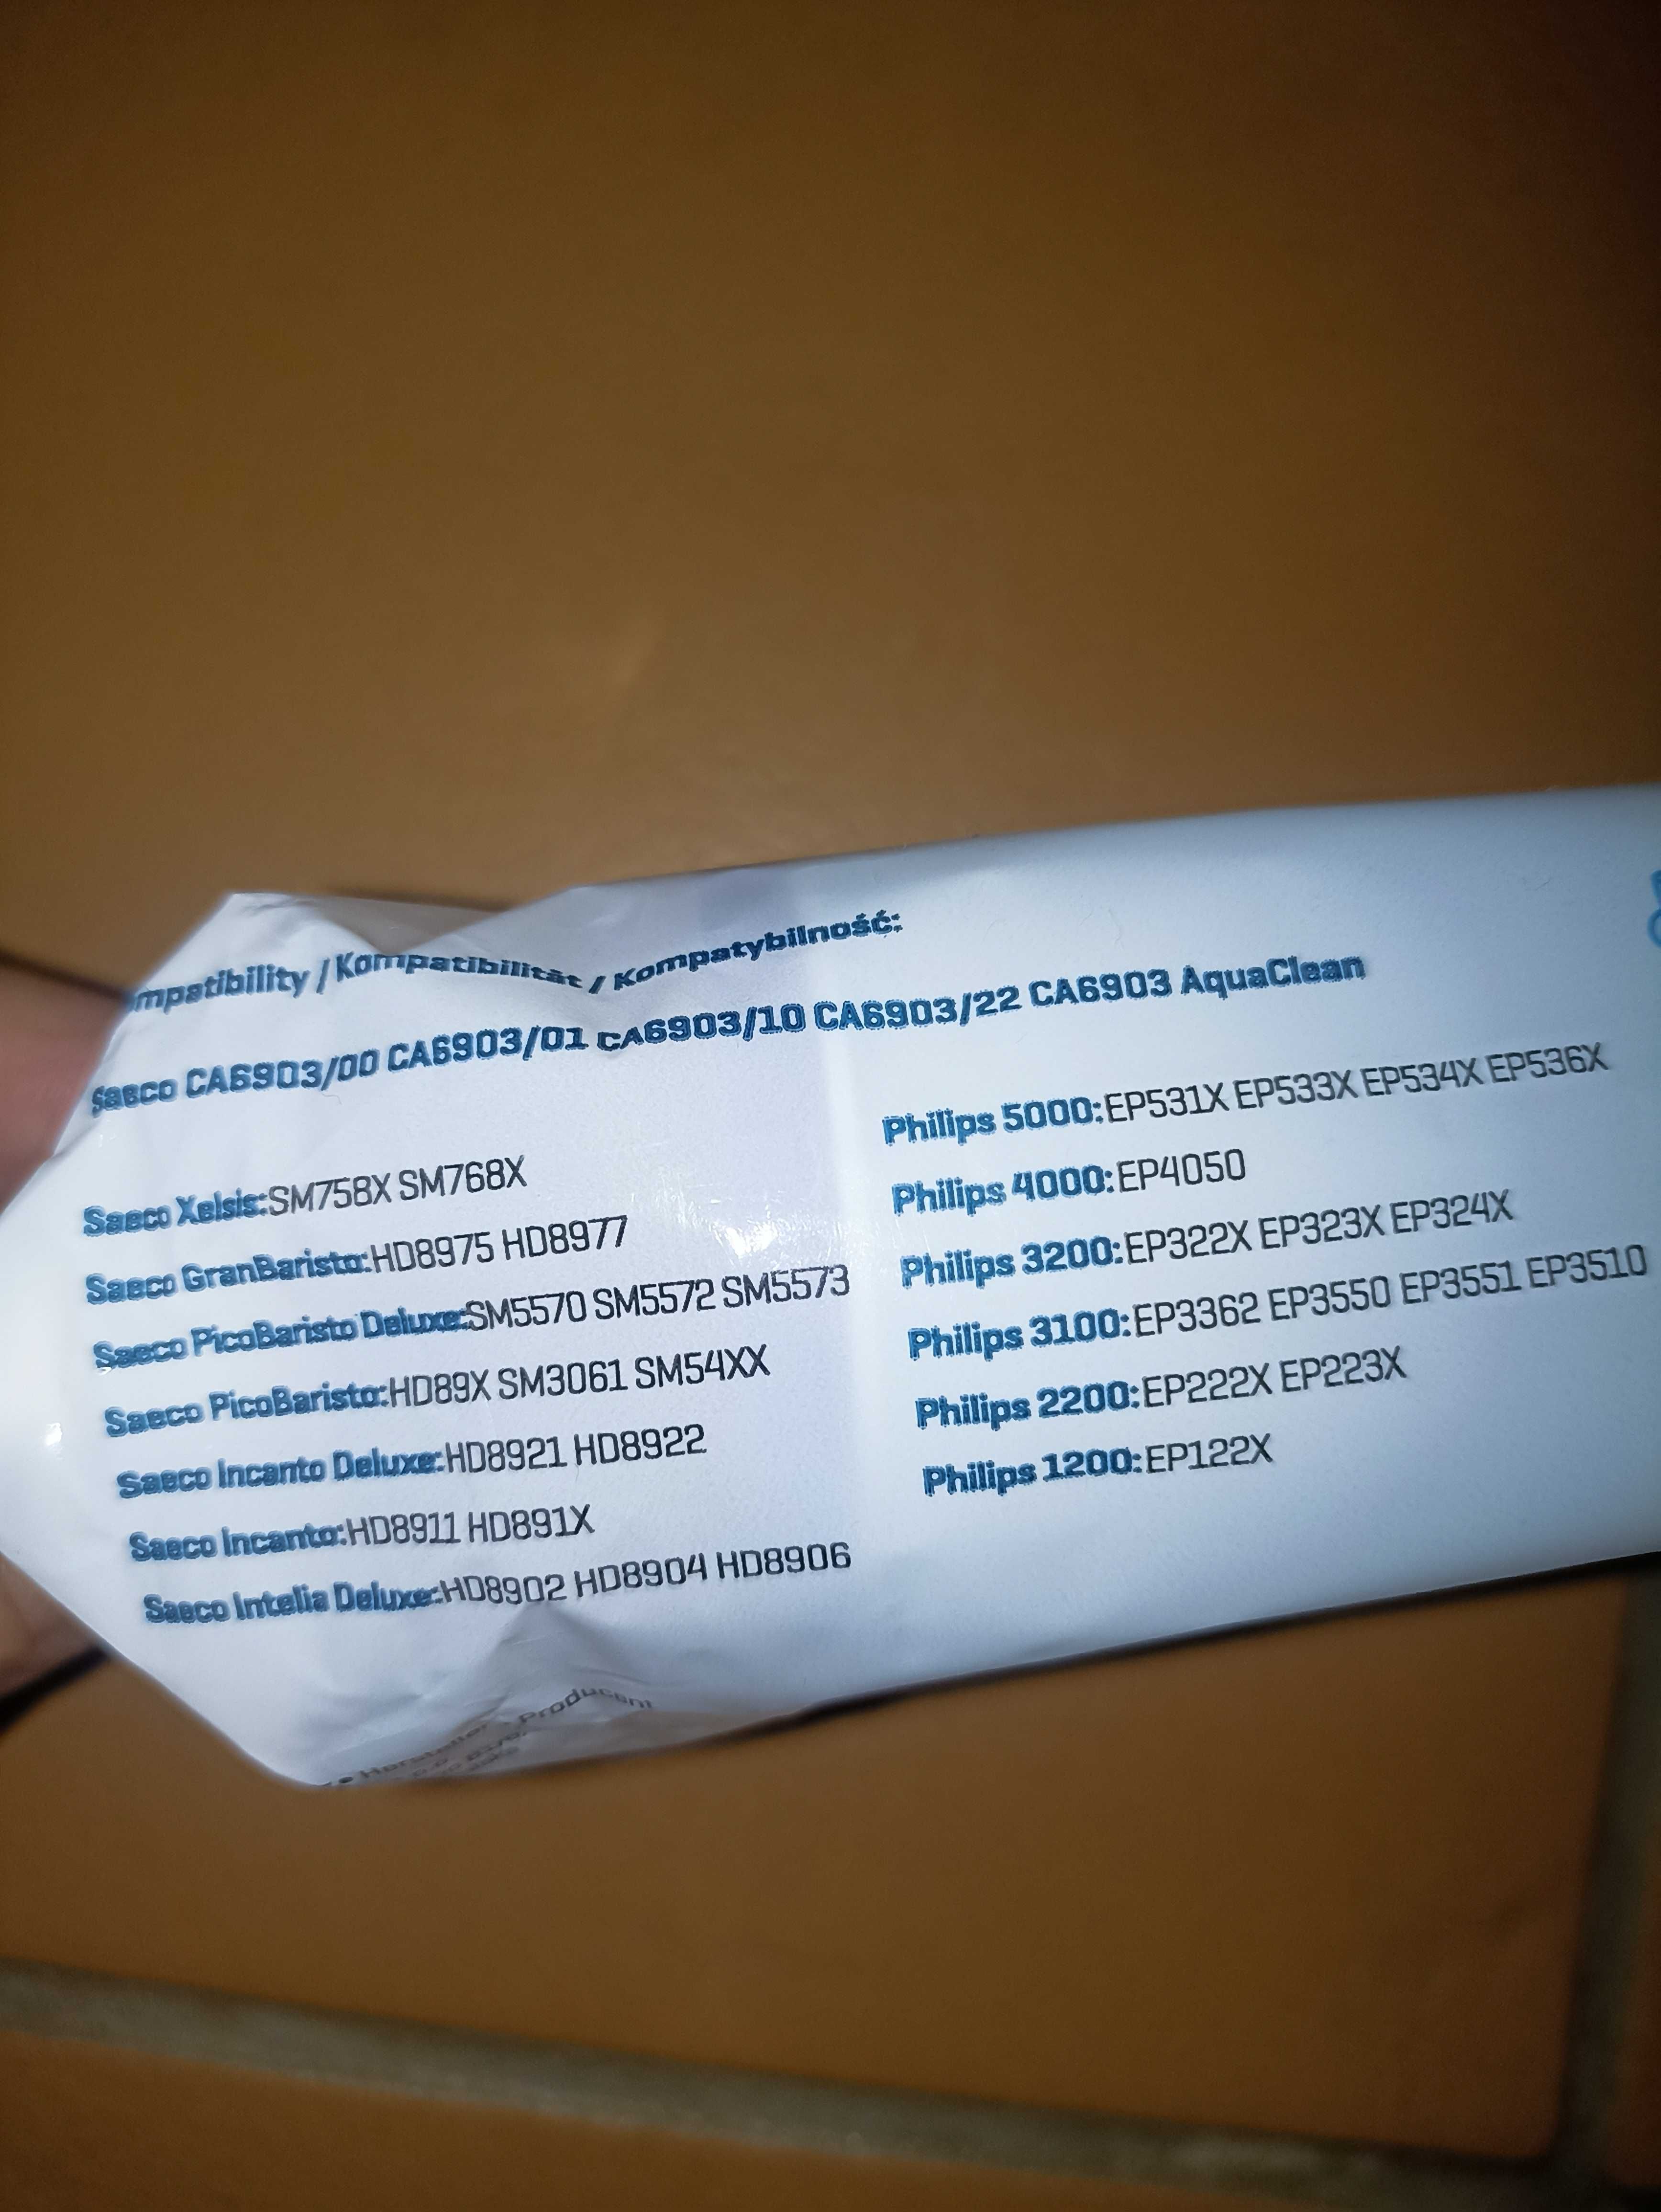 mpatibility / Kompatibilität / Kompatybilność:
Saeco CA6903/00 CA6903/01 CA6903/10 CA6903/22 CA6903 AquaClean
Saeco Xelsis:SM758X SM768X
Saeco GranBaristo:HD8975 HD8977
Saeco PicoBaristo Deluxe:SM5570 SM5572 SM5573
Saeco PicoBaristo:HD89X SM3061 SM54XX
Saeco Incanto Deluxe:HD8921 HD8922
Saeco Incanto:HD8911 HD891X
Saeco Intelia Deluxe:HD8902 HD8904 HD8906
Philips 5000:EP531X EP533X EP534X EP536X
Philips 4000:EP4050
Philips 3200:EP322X EP323X EP324X
Philips 3100:EP3362 EP3550 EP3551 EP3510
Philips 2200:EP222X EP223X
Philips 1200:EP122X
Hersteller - Producent